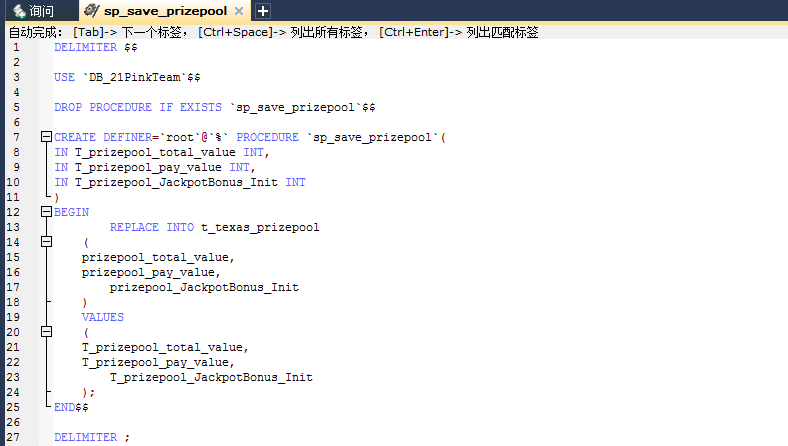 询问 sp_save_prizepool
自动完成： [Tab]-> 下一个标签， [Ctrl+Space]-> 列出所有标签， [Ctrl+Enter]-> 列出匹配标签
1 DELIMITER $$
2
3 USE `DB_21PinkTeam`$$
4
5 DROP PROCEDURE IF EXISTS `sp_save_prizepool`$$
6
7 CREATE DEFINER=`root`@`%` PROCEDURE `sp_save_prizepool`(
8 IN T_prizepool_total_value INT,
9 IN T_prizepool_pay_value INT,
10 IN T_prizepool_JackpotBonus_Init INT
11 )
12 BEGIN
13 REPLACE INTO t_texas_prizepool
14 (
15 prizepool_total_value,
16 prizepool_pay_value,
17 prizepool_JackpotBonus_Init
18 )
19 VALUES
20 (
21 T_prizepool_total_value,
22 T_prizepool_pay_value,
23 T_prizepool_JackpotBonus_Init
24 );
25 END$$
26
27 DELIMITER ;